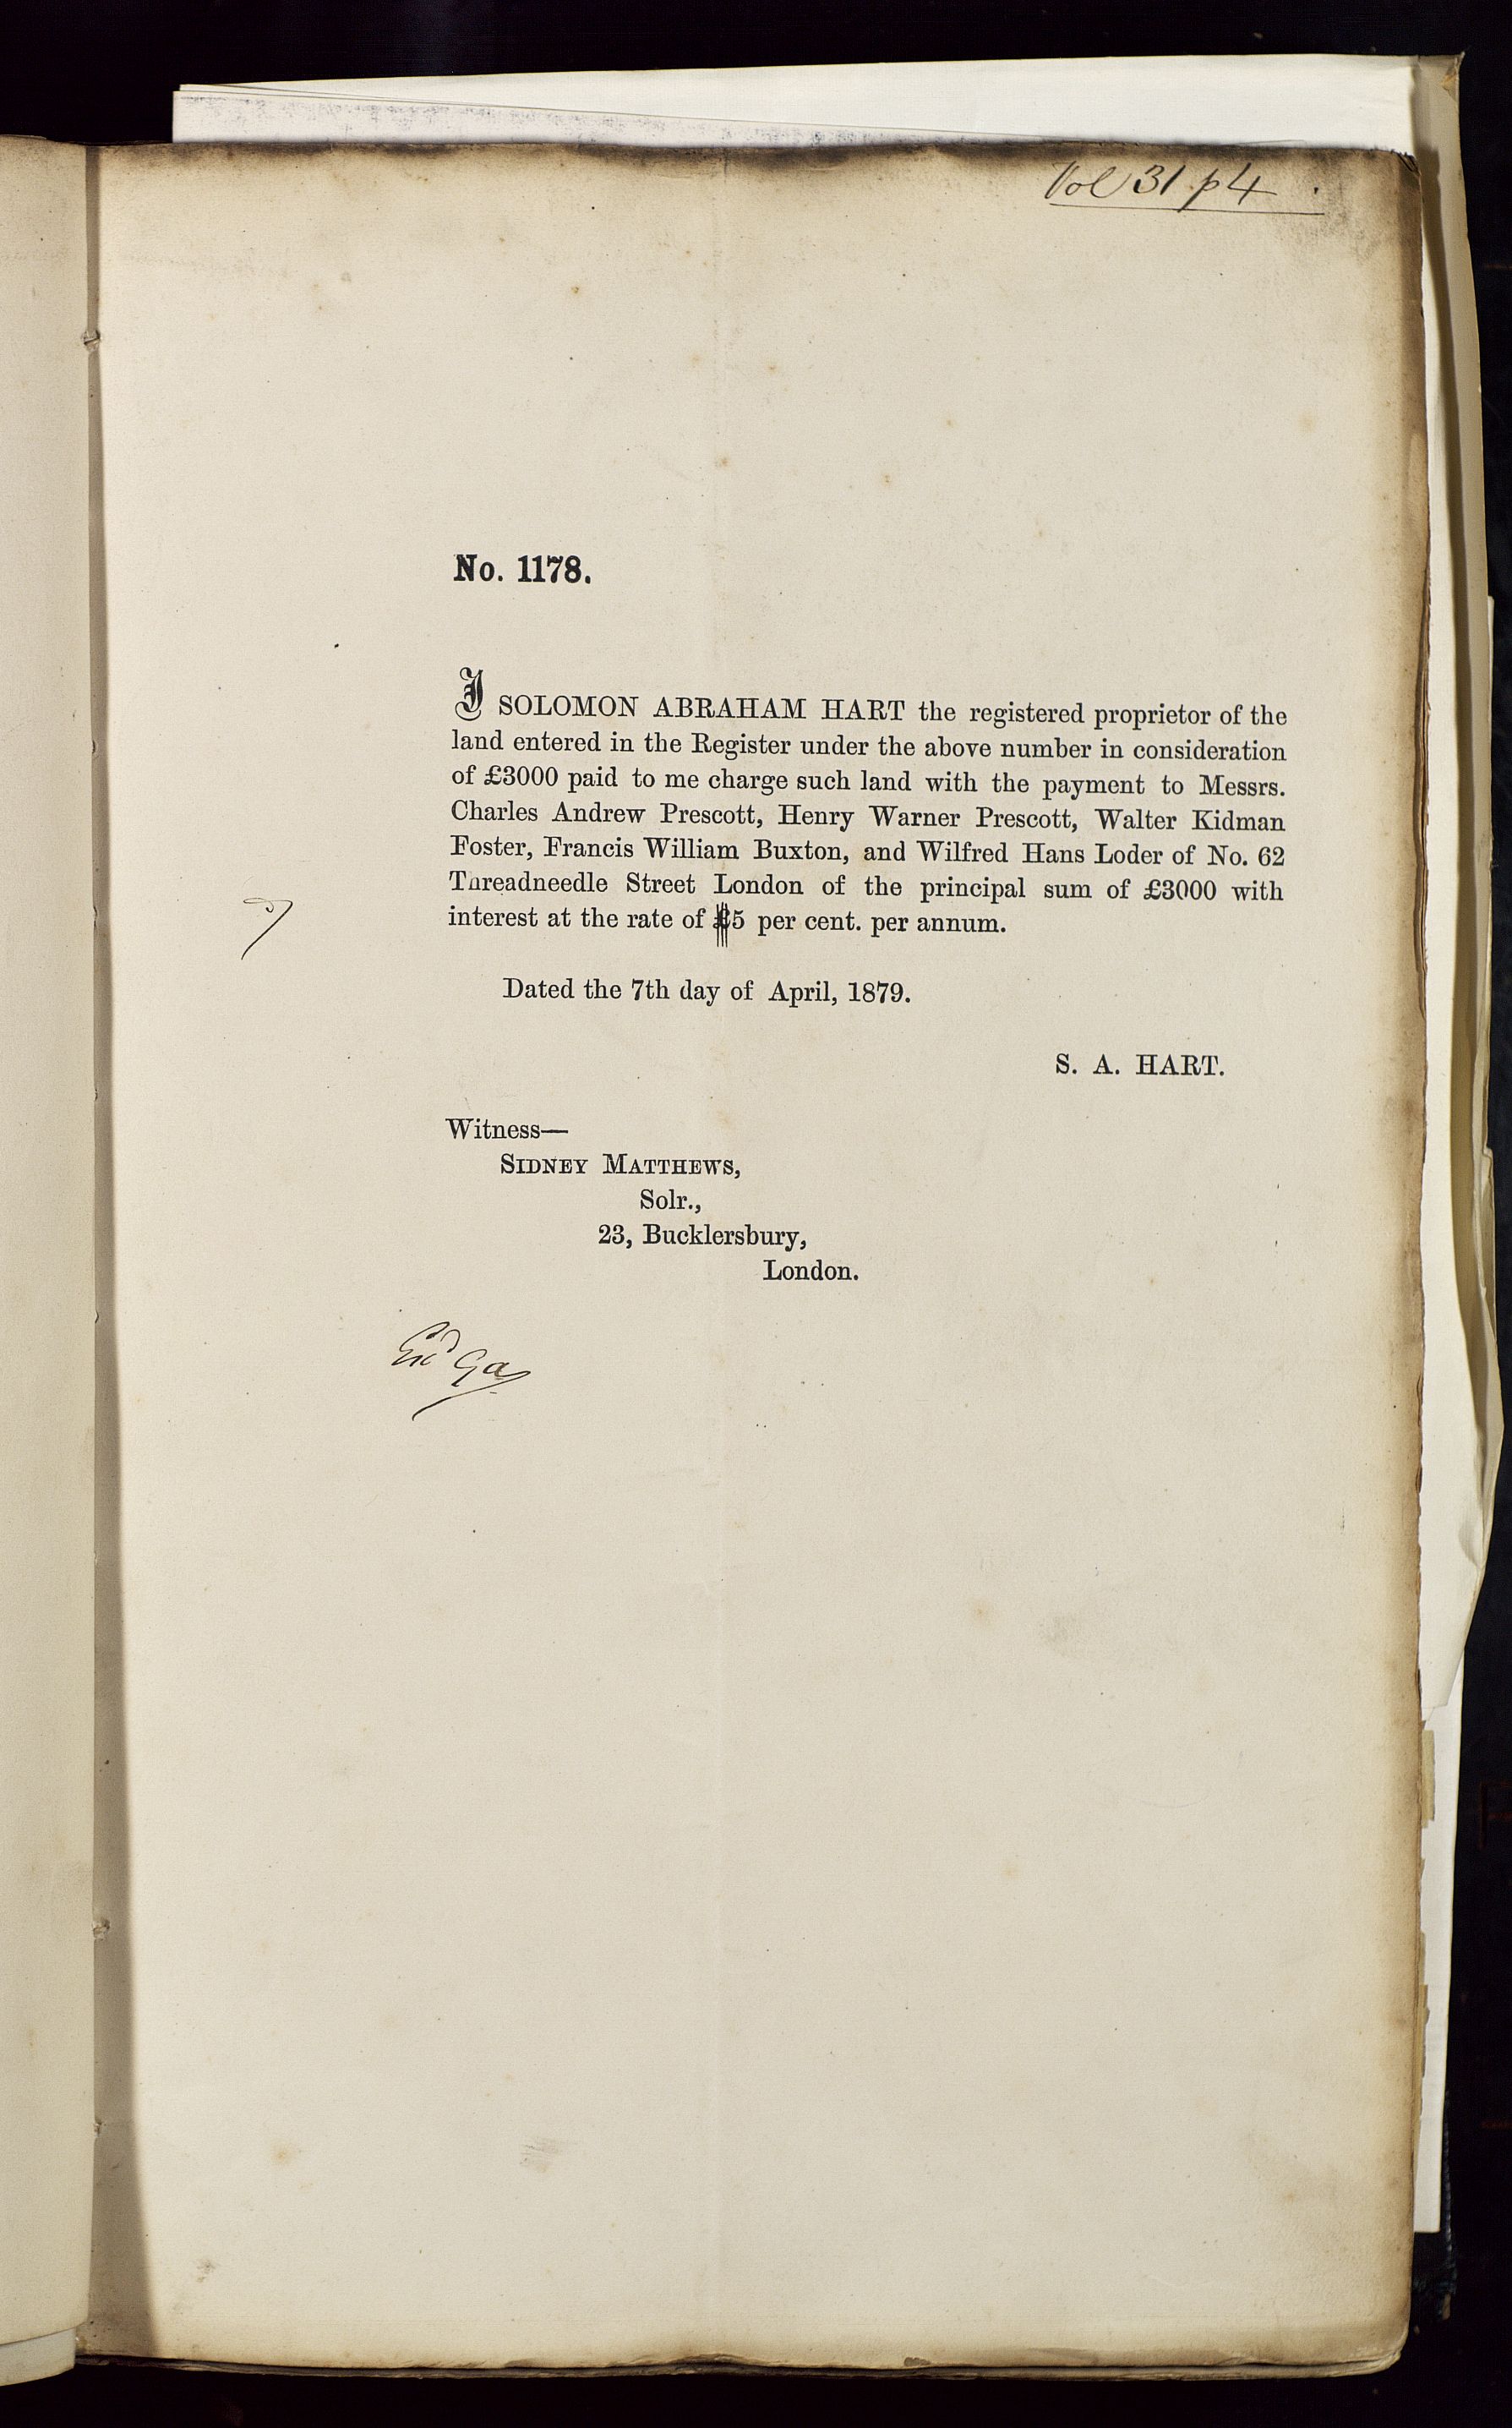 Vol 31 p4
No. 1178.
I SOLOMON ABRAHAM HART the registered proprietor of the
land entered in the Register under the above number in consideration
of £3000 paid to me charge such land with the payment to Messrs.
Charles Andrew Prescott, Henry Warner Prescott, Walter Kidman
Foster, Francis William Buxton, and Wilfred Hans Loder of No. 62
Threadneedle Street London of the principal sum of £3000 with
interest at the rate of £5 per cent. per annum.
Dated the 7th day of April, 1879.
S. A. HART.
Witness—
SIDNEY MATTHEWS,
Solr.,
23, Bucklersbury,
London.